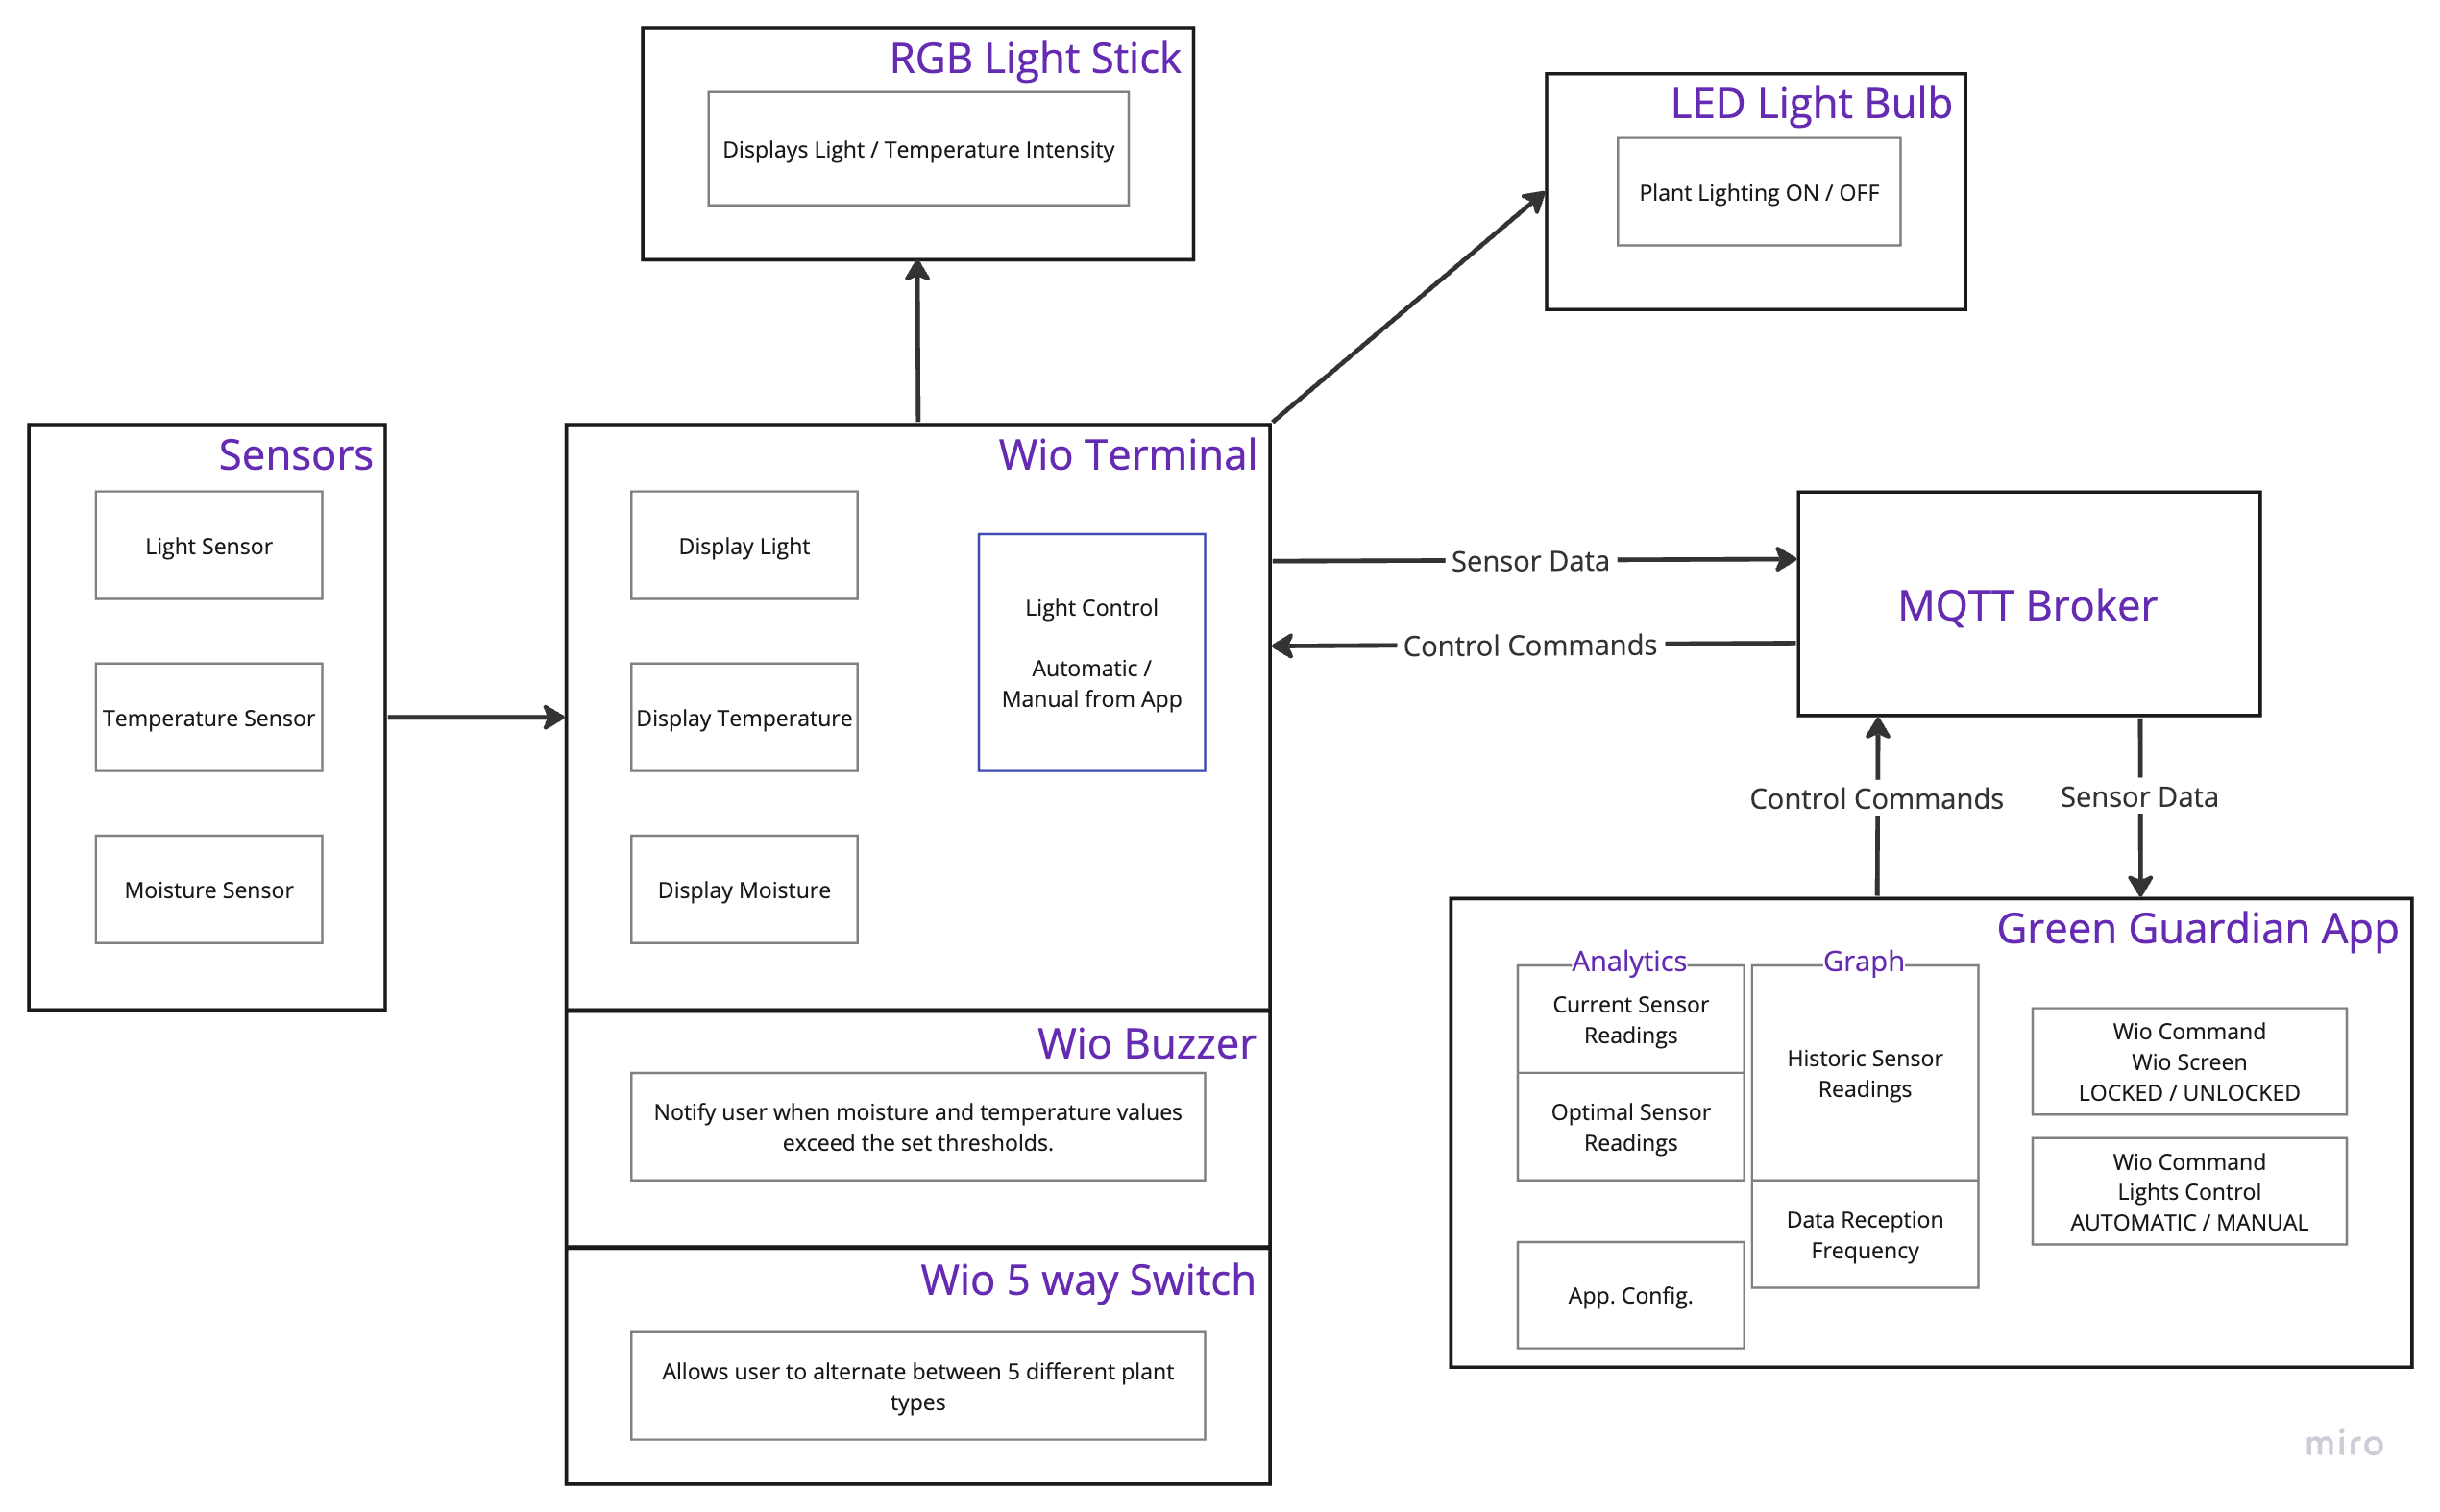 RGB Light Stick
Displays Light / Temperature Intensity
LED Light Bulb
Plant Lighting ON / OFF
Sensors
Light Sensor
Temperature Sensor
Moisture Sensor
Wio Terminal
Display Light
Display Temperature
Display Moisture
Light Control
Automatic /
Manual from App
Sensor Data
Control Commands
MQTT Broker
Control Commands
Sensor Data
Wio Buzzer
Notify user when moisture and temperature values
exceed the set thresholds.
Wio 5 way Switch
Allows user to alternate between 5 different plant
types
Green Guardian App
Analytics
Current Sensor
Readings
Optimal Sensor
Readings
App. Config.
Graph
Historic Sensor
Readings
Data Reception
Frequency
Wio Command
Wio Screen
LOCKED / UNLOCKED
Wio Command
Lights Control
AUTOMATIC / MANUAL
miro